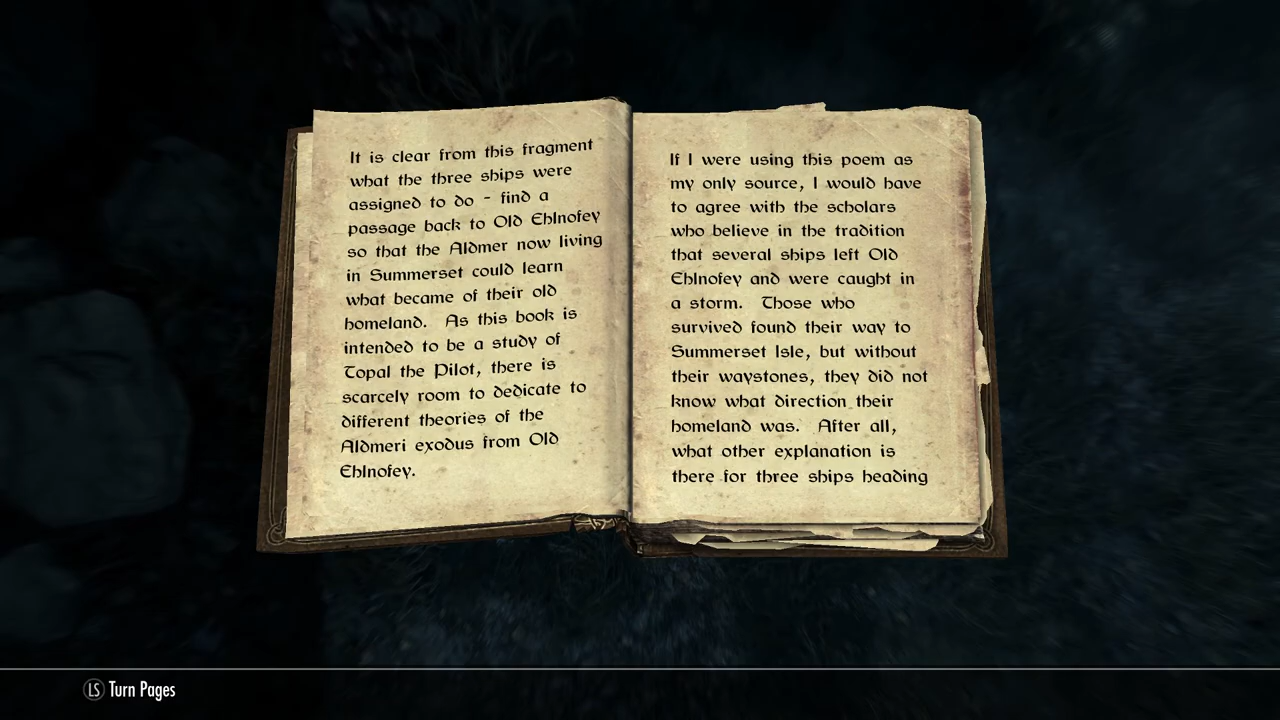 It is clear from this fragment
what the three ships were
assigned to do - find a
passage back to Old Ehlnofey
so that the Aldmer now living
in Summerset could learn
what became of their old
homeland.  As this book is
intended to be a study of
Topal the Pilot, there is
scarcely room to dedicate to
different theories of the
Aldmeri exodus from Old
Ehlnofey.
If I were using this poem as
my only source, I would have
to agree with the scholars
who believe in the tradition
that several ships left Old
Ehlnofey and were caught in
a storm.  Those who
survived found their way to
Summerset Isle, but without
their waystones, they did not
know what direction their
homeland was.  After all,
what other explanation is
there for three ships heading
LS Turn Pages